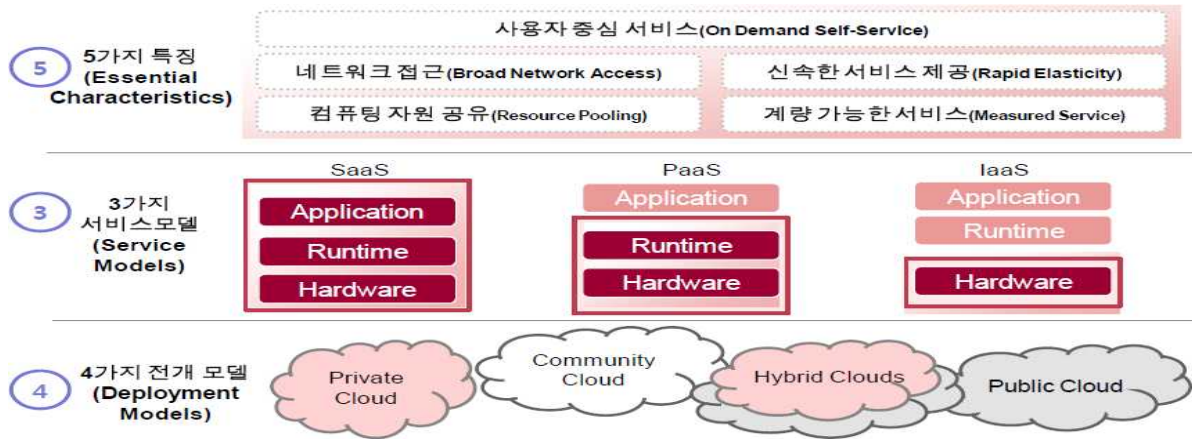 사용자 중심 서비스(On Demand Self-Service)
5
5가지 특징
(Essential
Characteristics)
네트워크 접근(Broad Network Access)
신속한 서비스 제공(Rapid Elasticity)
컴퓨팅 자원 공유(Resource Pooling)
계량 가능한 서비스(Measured Service)
3
3가지
서비스모델
(Service
Models)
SaaS
Application
Runtime
Hardware
PaaS
Application
Runtime
Hardware
IaaS
Application
Runtime
Hardware
4
4가지 전개 모델
(Deployment
Models)
Private
Cloud
Community
Cloud
Hybrid Clouds
Public Cloud